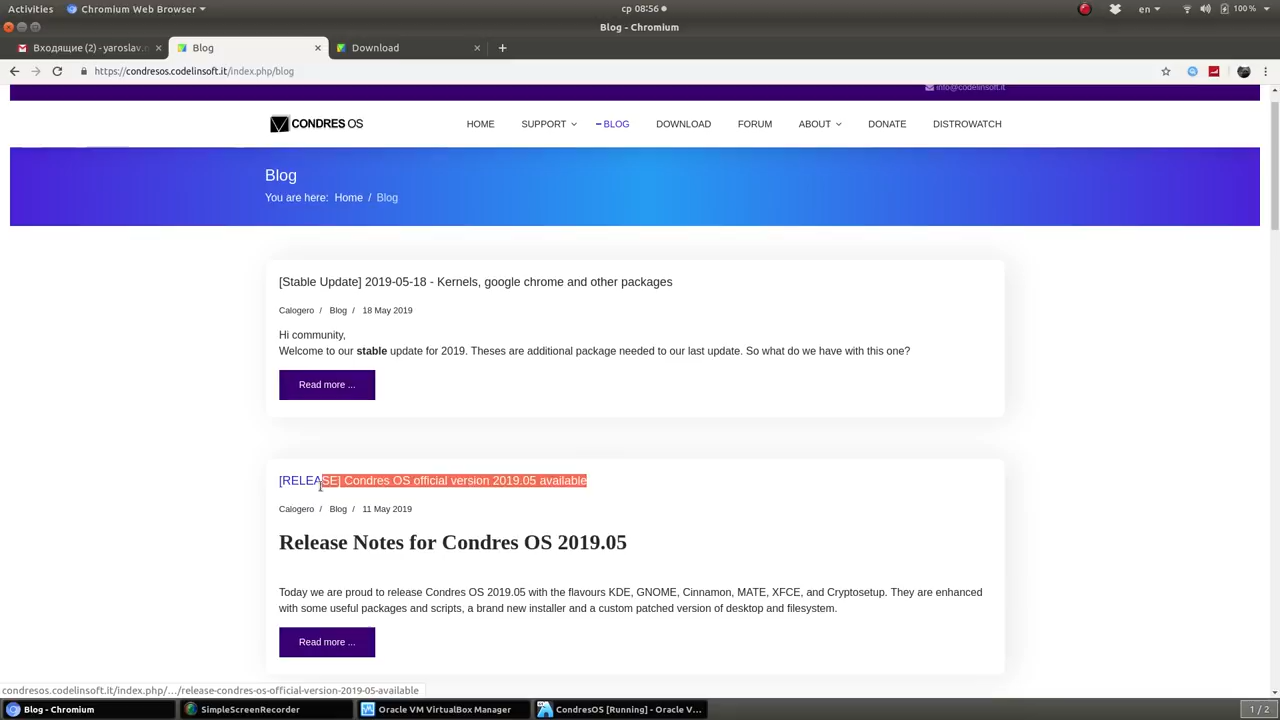 Activities
Chromium Web Browser
ср 08:56
en
100 %
Blog - Chromium
Входящие (2) - yaroslav.
Blog
Download
https://condresos.codelinsoft.it/index.php/blog
info@codelinsoft.it
CONDRES OS
HOME
SUPPORT
BLOG
DOWNLOAD
FORUM
ABOUT
DONATE
DISTROWATCH
Blog
You are here: Home / Blog
[Stable Update] 2019-05-18 - Kernels, google chrome and other packages
Calogero / Blog / 18 May 2019
Hi community,
Welcome to our stable update for 2019. Theses are additional package needed to our last update. So what do we have with this one?
Read more ...
[RELEASE] Condres OS official version 2019.05 available
Calogero / Blog / 11 May 2019
Release Notes for Condres OS 2019.05
Today we are proud to release Condres OS 2019.05 with the flavours KDE, GNOME, Cinnamon, MATE, XFCE, and Cryptosetup. They are enhanced
with some useful packages and scripts, a brand new installer and a custom patched version of desktop and filesystem.
Read more ...
condresos.codelinsoft.it/index.php/…/release-condres-os-official-version-2019-05-available
Blog - Chromium
SimpleScreenRecorder
Oracle VM VirtualBox Manager
CondresOS [Running] - Oracle V...
1 / 2